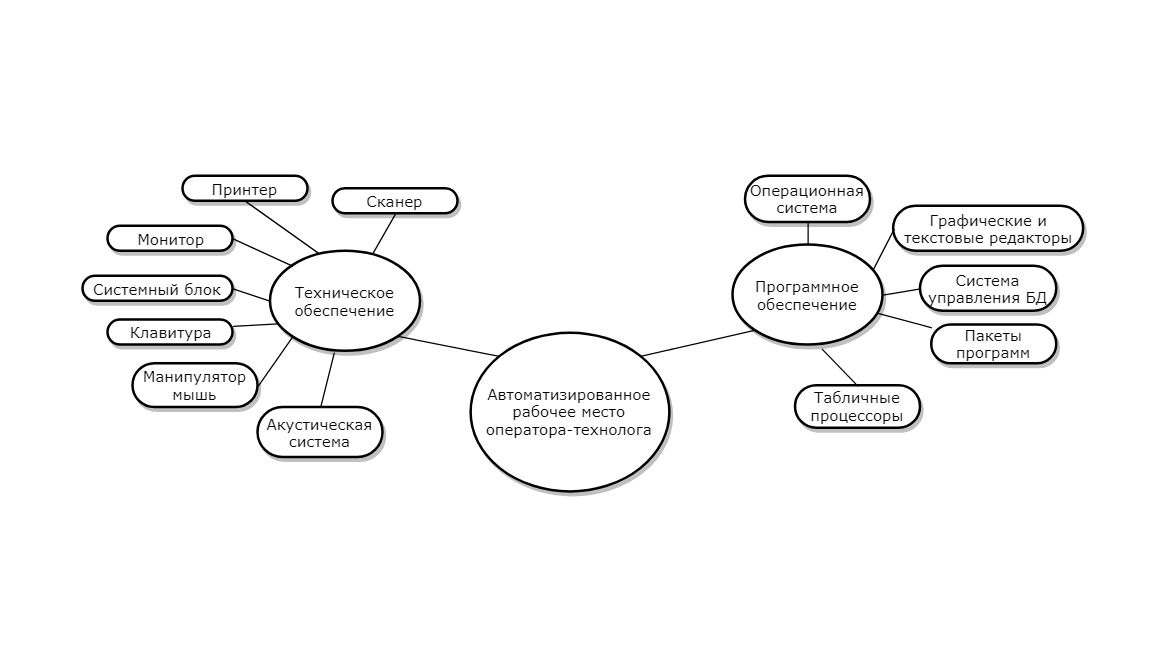 Принтер
Сканер
Монитор
Системный блок
Клавитура
Манипулятор
мышь
Акустическая
система
Техническое
обеспечение
Автоматизированное
рабочее место
оператора-технолога
Программное
обеспечение
Операционная
система
Графические и
текстовые редакторы
Система
управления БД
Пакеты
программ
Табличные
процессоры